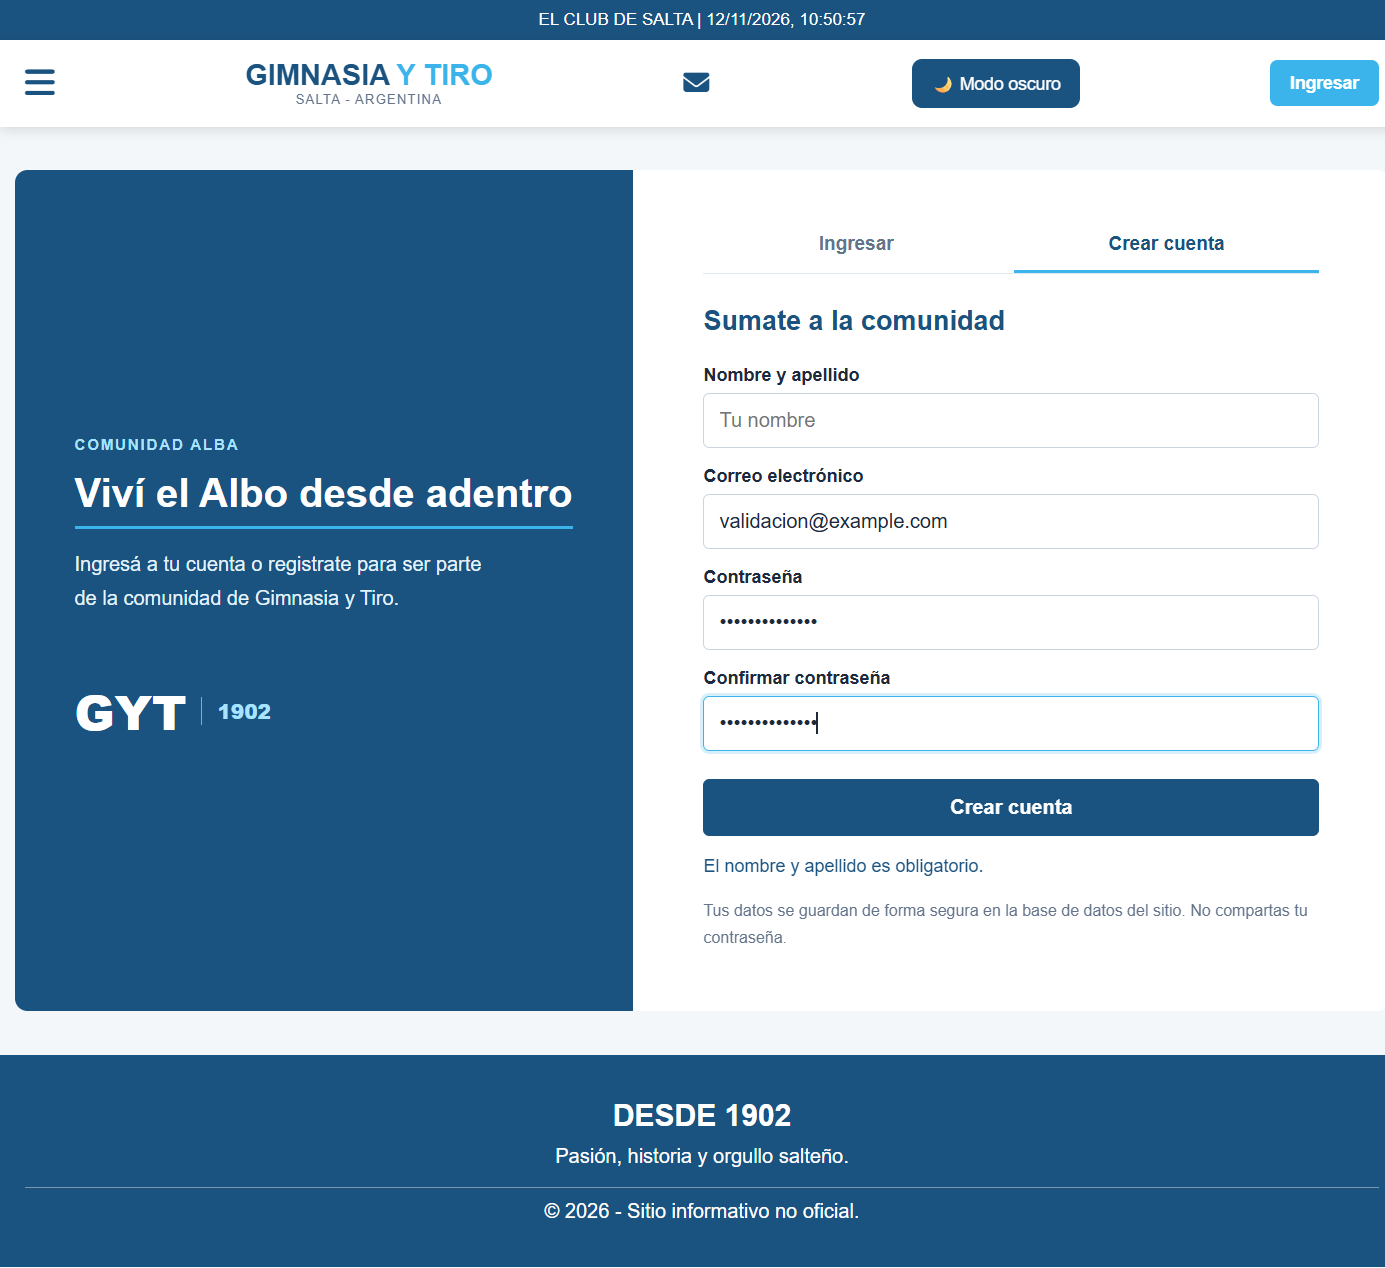 EL CLUB DE SALTA | 12/11/2026, 10:50:57
GIMNASIA Y TIRO
SALTA - ARGENTINA
Modo oscuro
Ingresar
Ingresar
Crear cuenta
COMUNIDAD ALBA
Viví el Albo desde adentro
Ingresá a tu cuenta o registrate para ser parte
de la comunidad de Gimnasia y Tiro.
GYT
1902
Sumate a la comunidad
Nombre y apellido
Tu nombre
Correo electrónico
validacion@example.com
Contraseña
••••••••••••••
Confirmar contraseña
••••••••••••••
Crear cuenta
El nombre y apellido es obligatorio.
Tus datos se guardan de forma segura en la base de datos del sitio. No compartas tu
contraseña.
DESDE 1902
Pasión, historia y orgullo salteño.
© 2026 - Sitio informativo no oficial.